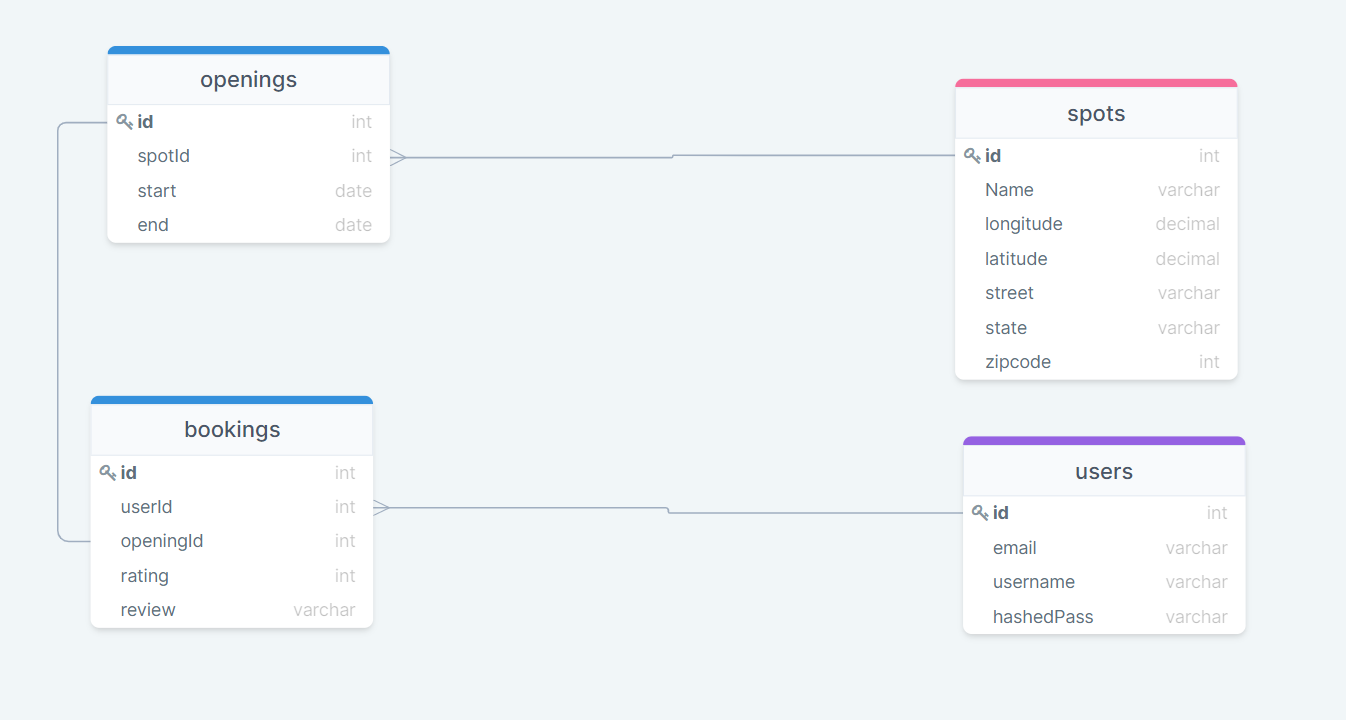 openings
id int
spotId int
start date
end date
spots
id int
Name varchar
longitude decimal
latitude decimal
street varchar
state varchar
zipcode int
bookings
id int
userId int
openingId int
rating int
review varchar
users
id int
email varchar
username varchar
hashedPass varchar